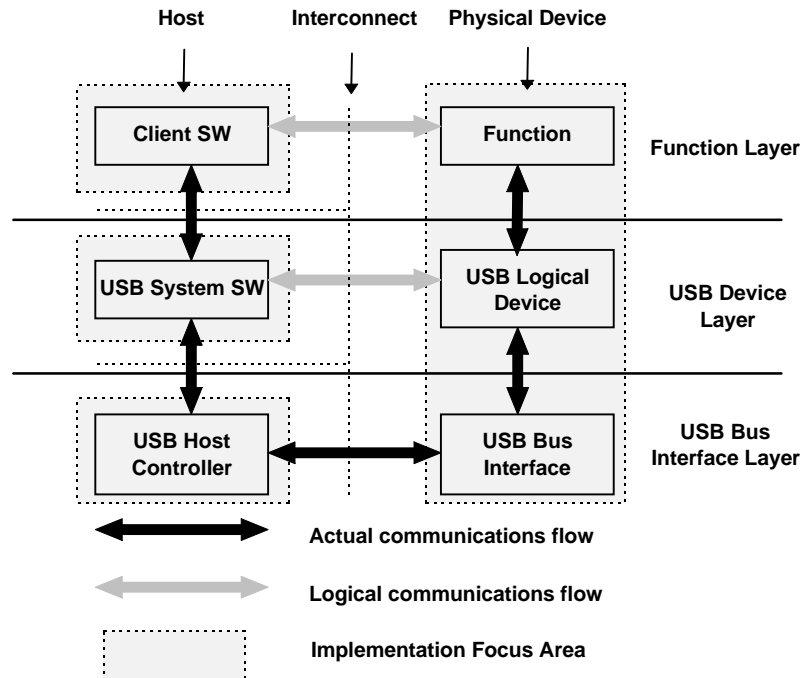 Host Interconnect Physical Device
Client SW Function
Function Layer
USB System SW
USB Logical
Device
USB Device
Layer
USB Host
Controller
USB Bus
Interface
USB Bus
Interface Layer
Actual communications flow
Logical communications flow
Implementation Focus Area